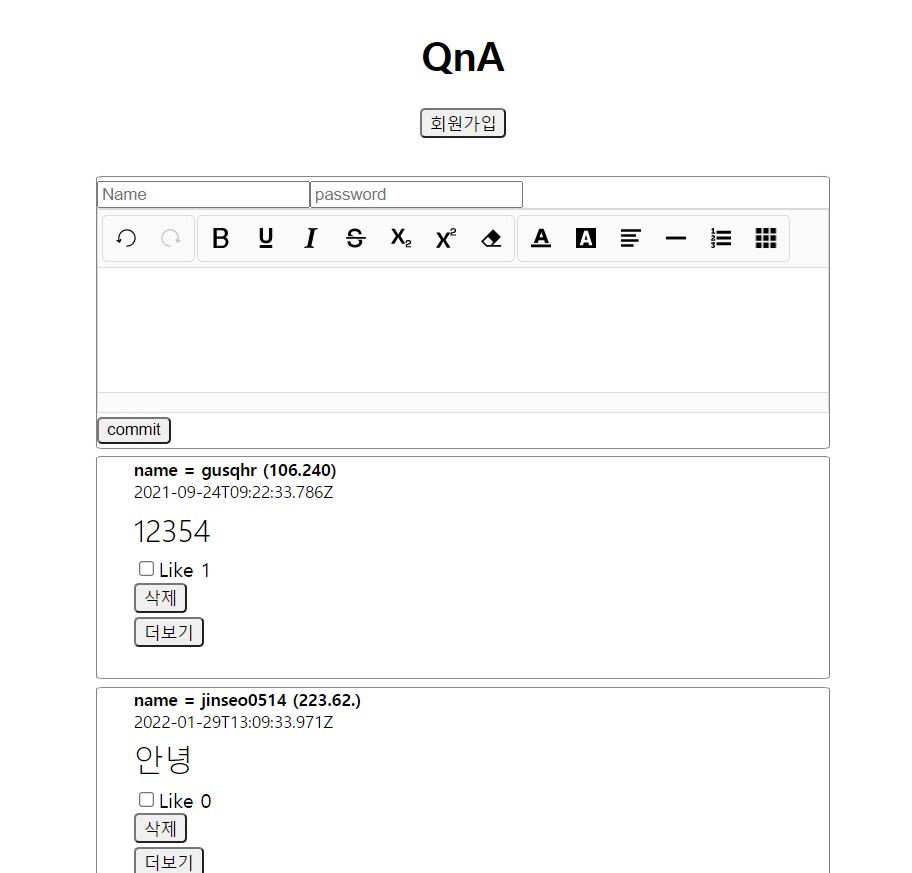 QnA
회원가입
Name password
commit
name = gusqhr (106.240)
2021-09-24T09:22:33.786Z
12354
Like 1
삭제
더보기
name = jinseo0514 (223.62.)
2022-01-29T13:09:33.971Z
안녕
Like 0
삭제
더보기